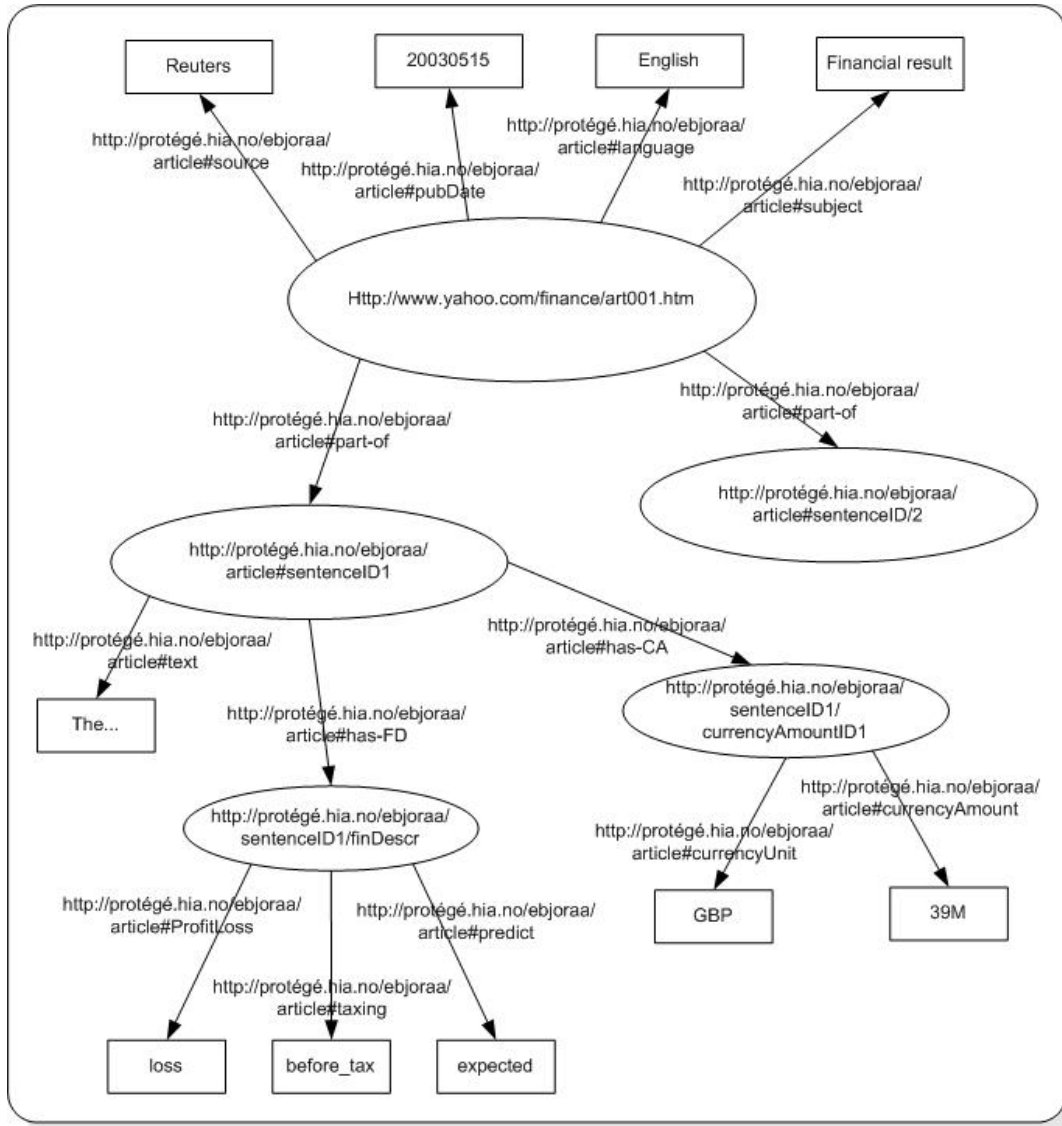 Reuters
20030515
English
Financial result
http://protégé.hia.no/ebjoraa/
article#source
http://protégé.hia.no/ebjoraa/
article#pubDate
http://protégé.hia.no/ebjoraa/
article#language
http://protégé.hia.no/ebjoraa/
article#subject
Http://www.yahoo.com/finance/art001.htm
http://protégé.hia.no/ebjoraa/
article#part-of
http://protégé.hia.no/ebjoraa/
article#part-of
http://protégé.hia.no/ebjoraa/
article#sentenceID/2
http://protégé.hia.no/ebjoraa/
article#sentenceID1
http://protégé.hia.no/ebjoraa/
article#text
http://protégé.hia.no/ebjoraa/
article#has-FD
http://protégé.hia.no/ebjoraa/
article#has-CA
The...
http://protégé.hia.no/ebjoraa/
sentenceID1/
currencyAmountID1
http://protégé.hia.no/ebjoraa/
sentenceID1/finDescr
http://protégé.hia.no/ebjoraa/
article#currencyUnit
http://protégé.hia.no/ebjoraa/
article#currencyAmount
GBP
39M
http://protégé.hia.no/ebjoraa/
article#ProfitLoss
http://protégé.hia.no/ebjoraa/
article#taxing
http://protégé.hia.no/ebjoraa/
article#predict
loss
before_tax
expected